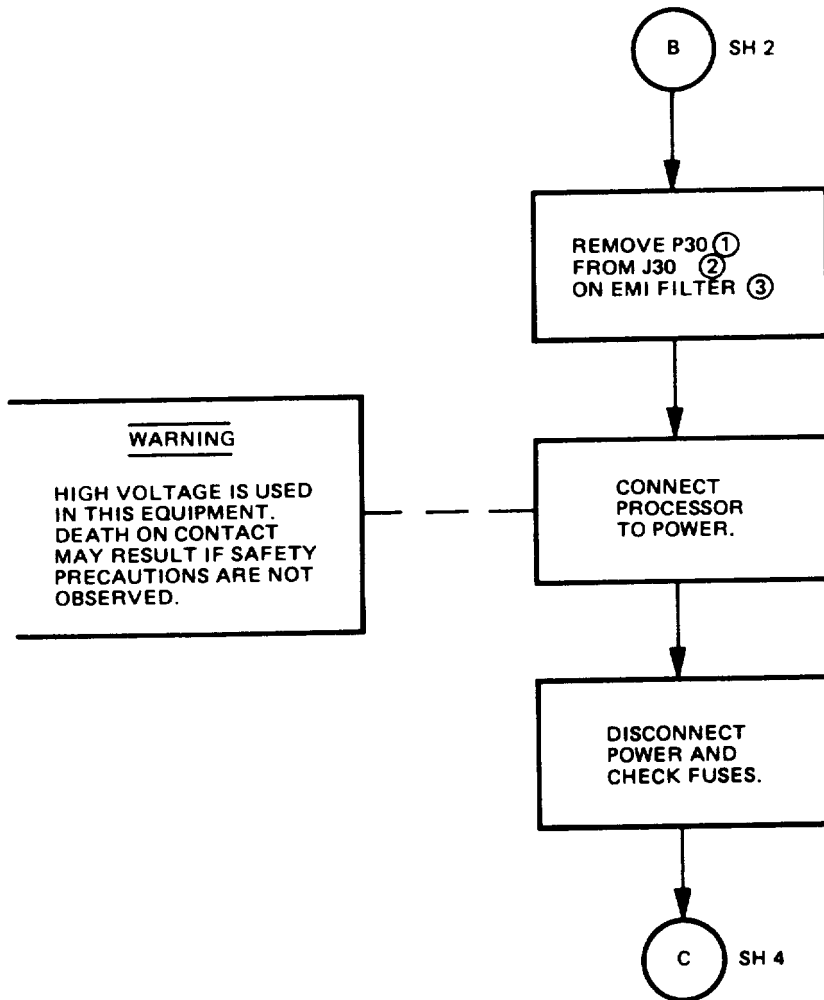 B SH 2
REMOVE P30 ①
FROM J30 ②
ON EMI FILTER ③
WARNING
HIGH VOLTAGE IS USED
IN THIS EQUIPMENT.
DEATH ON CONTACT
MAY RESULT IF SAFETY
PRECAUTIONS ARE NOT
OBSERVED.
CONNECT
PROCESSOR
TO POWER.
DISCONNECT
POWER AND
CHECK FUSES.
C SH 4